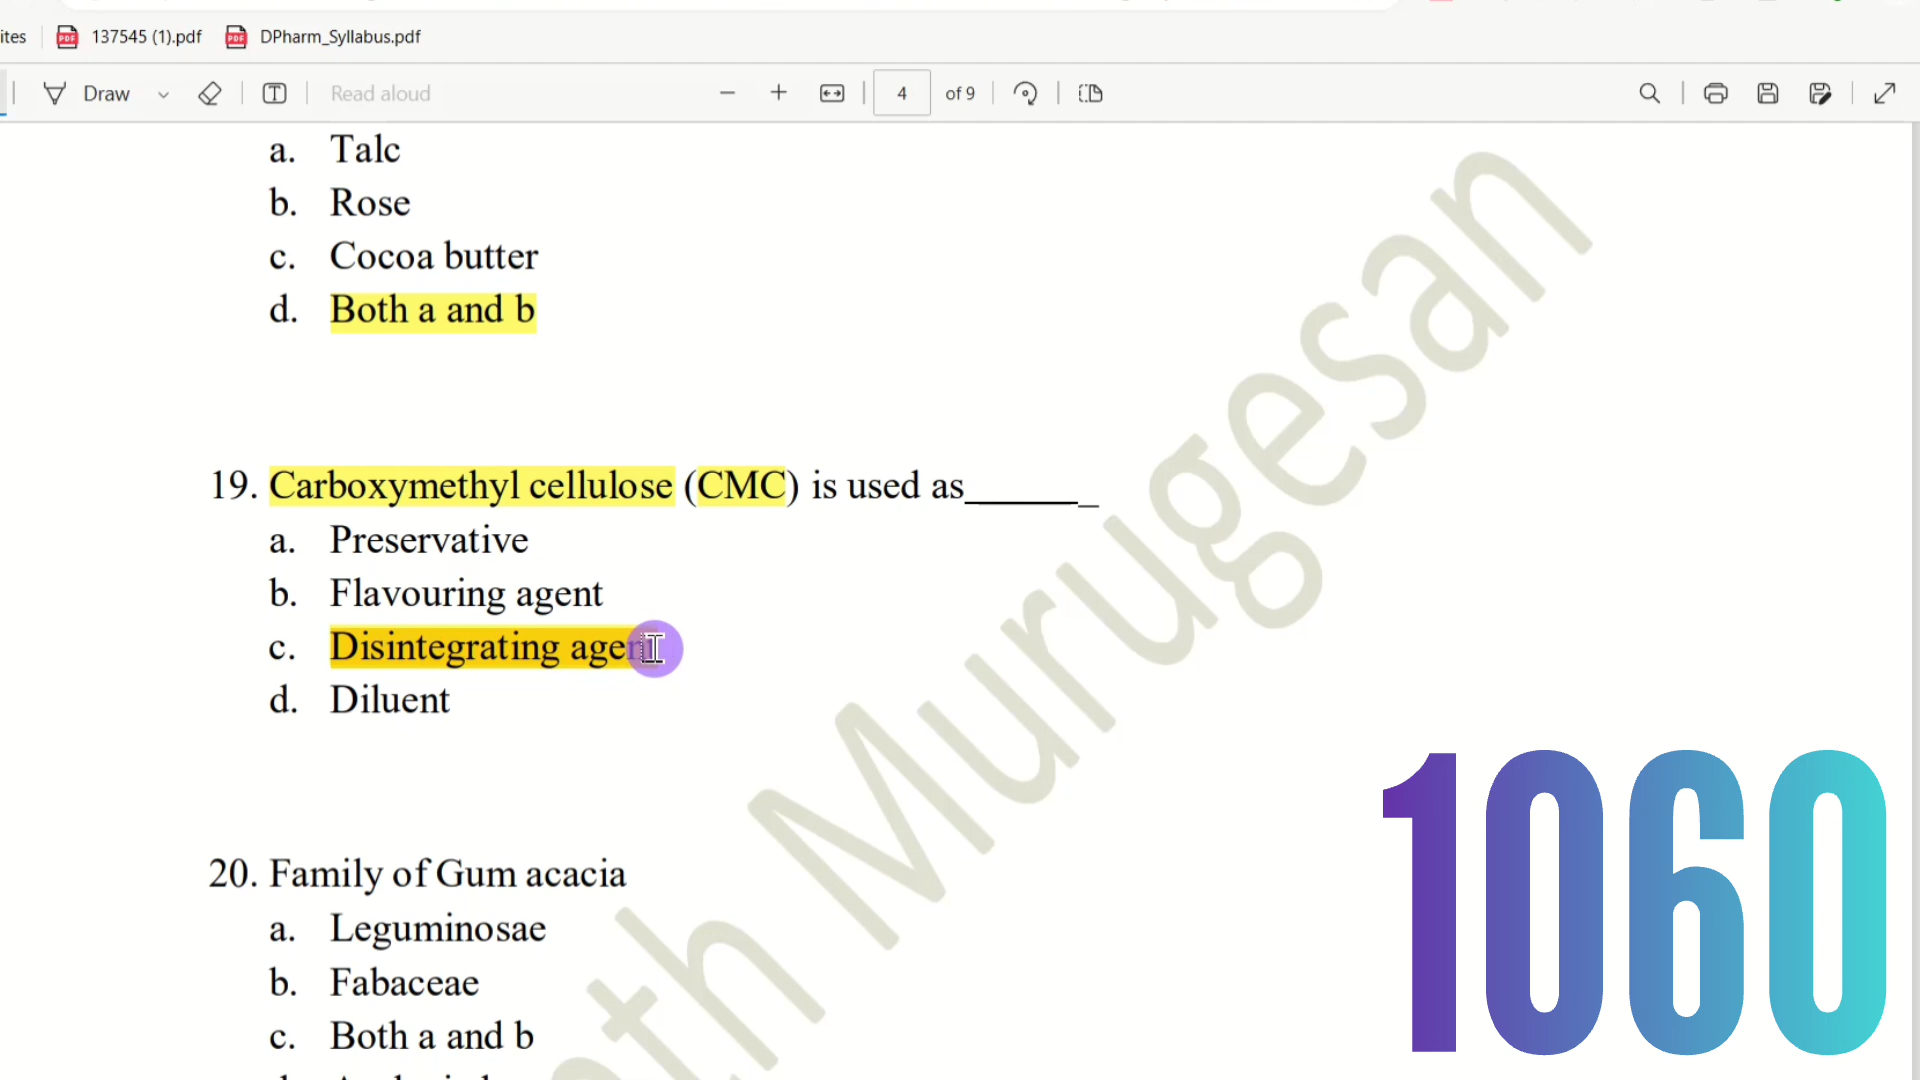 ites 137545 (1).pdf DPharm_Syllabus.pdf
Draw Read aloud 4 of 9
a. Talc
b. Rose
c. Cocoa butter
d. Both a and b
19. Carboxymethyl cellulose (CMC) is used as_______
a. Preservative
b. Flavouring agent
c. Disintegrating agent
d. Diluent
20. Family of Gum acacia
a. Leguminosae
b. Fabaceae
c. Both a and b
Murugesan
1060